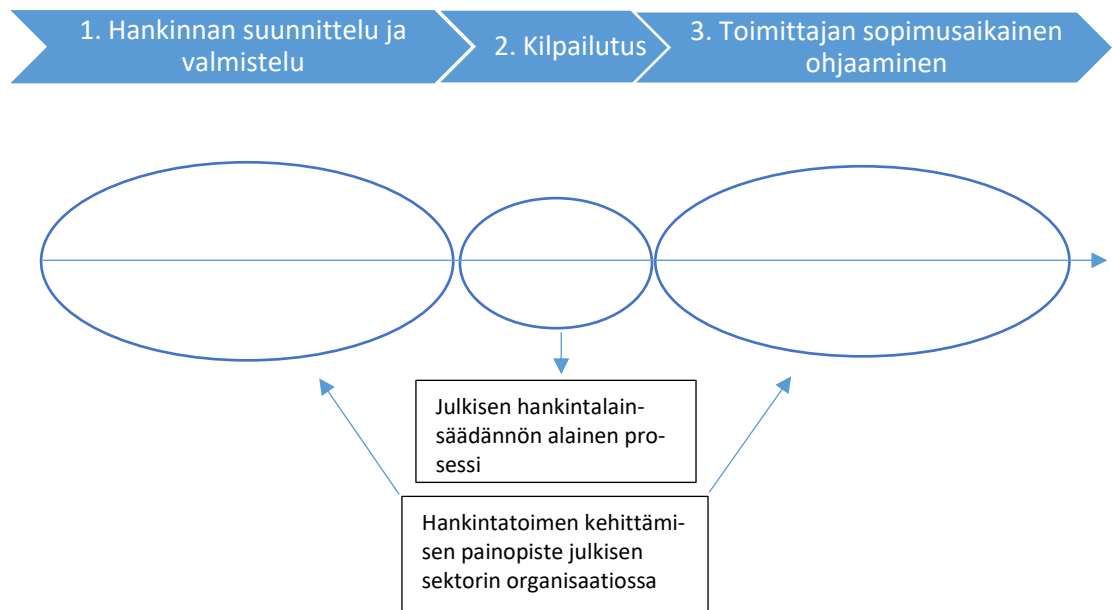 1. Hankinnan suunnittelu ja
valmistelu
2. Kilpailutus
3. Toimittajan sopimusaikainen
ohjaaminen
Julkisen hankintalain-
säädännön alainen pro-
sessi
Hankintatoimen kehittämi-
sen painopiste julkisen
sektorin organisaatiossa